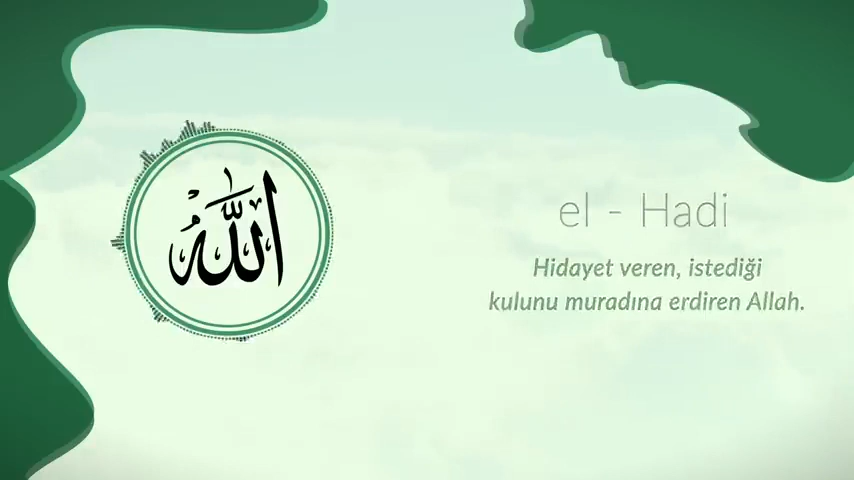 ﷲ
el - Hadi
Hidayet veren, istediği
kulunu muradına erdiren Allah.